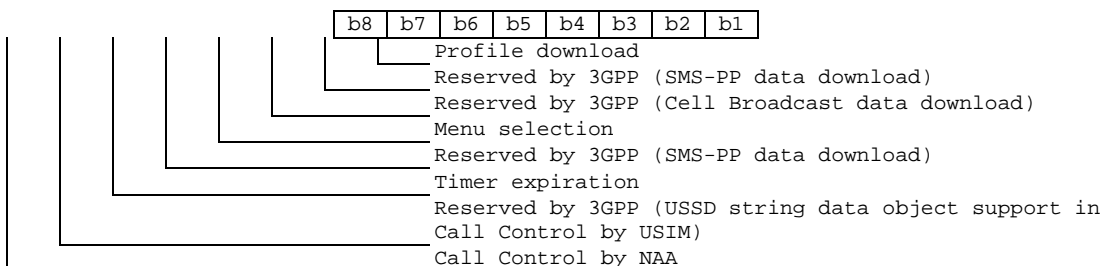 b8 b7 b6 b5 b4 b3 b2 b1
Profile download
Reserved by 3GPP (SMS-PP data download)
Reserved by 3GPP (Cell Broadcast data download)
Menu selection
Reserved by 3GPP (SMS-PP data download)
Timer expiration
Reserved by 3GPP (USSD string data object support in
Call Control by USIM)
Call Control by NAA